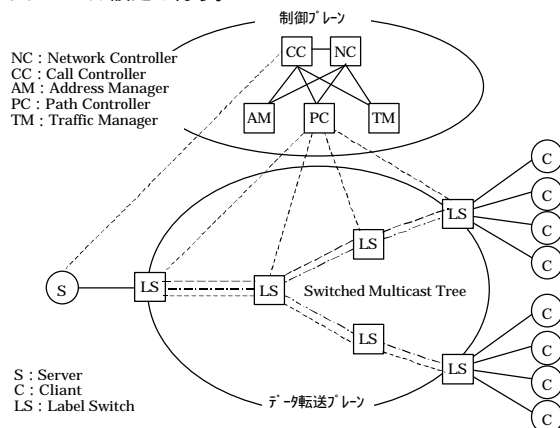 制御プレーン
CC
NC
NC : Network Controller
CC : Call Controller
AM : Address Manager
PC : Path Controller
TM : Traffic Manager
AM
PC
TM
C
C
C
C
LS
LS
S
LS
LS
Switched Multicast Tree
LS
LS
C
C
C
C
S : Server
C : Cliant
LS : Label Switch
データ転送プレーン